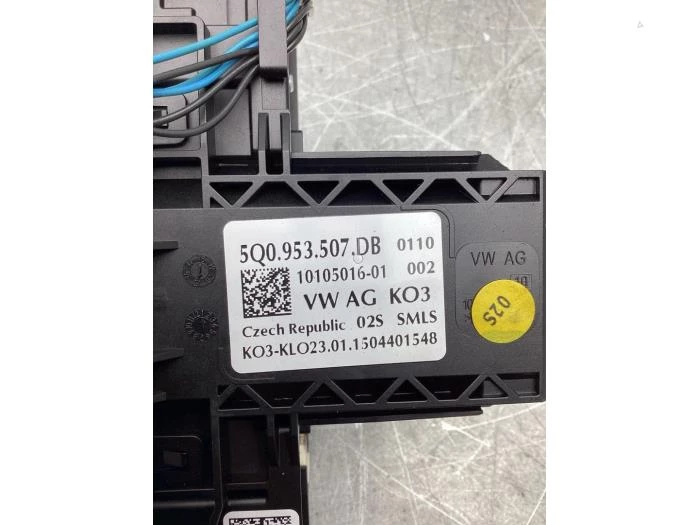 5Q0.953.507.DB 0110
10105016-01 002
VW AG KO3
Czech Republic 02S SMLS
KO3-KLO23.01.1504401548
VW AG
02S